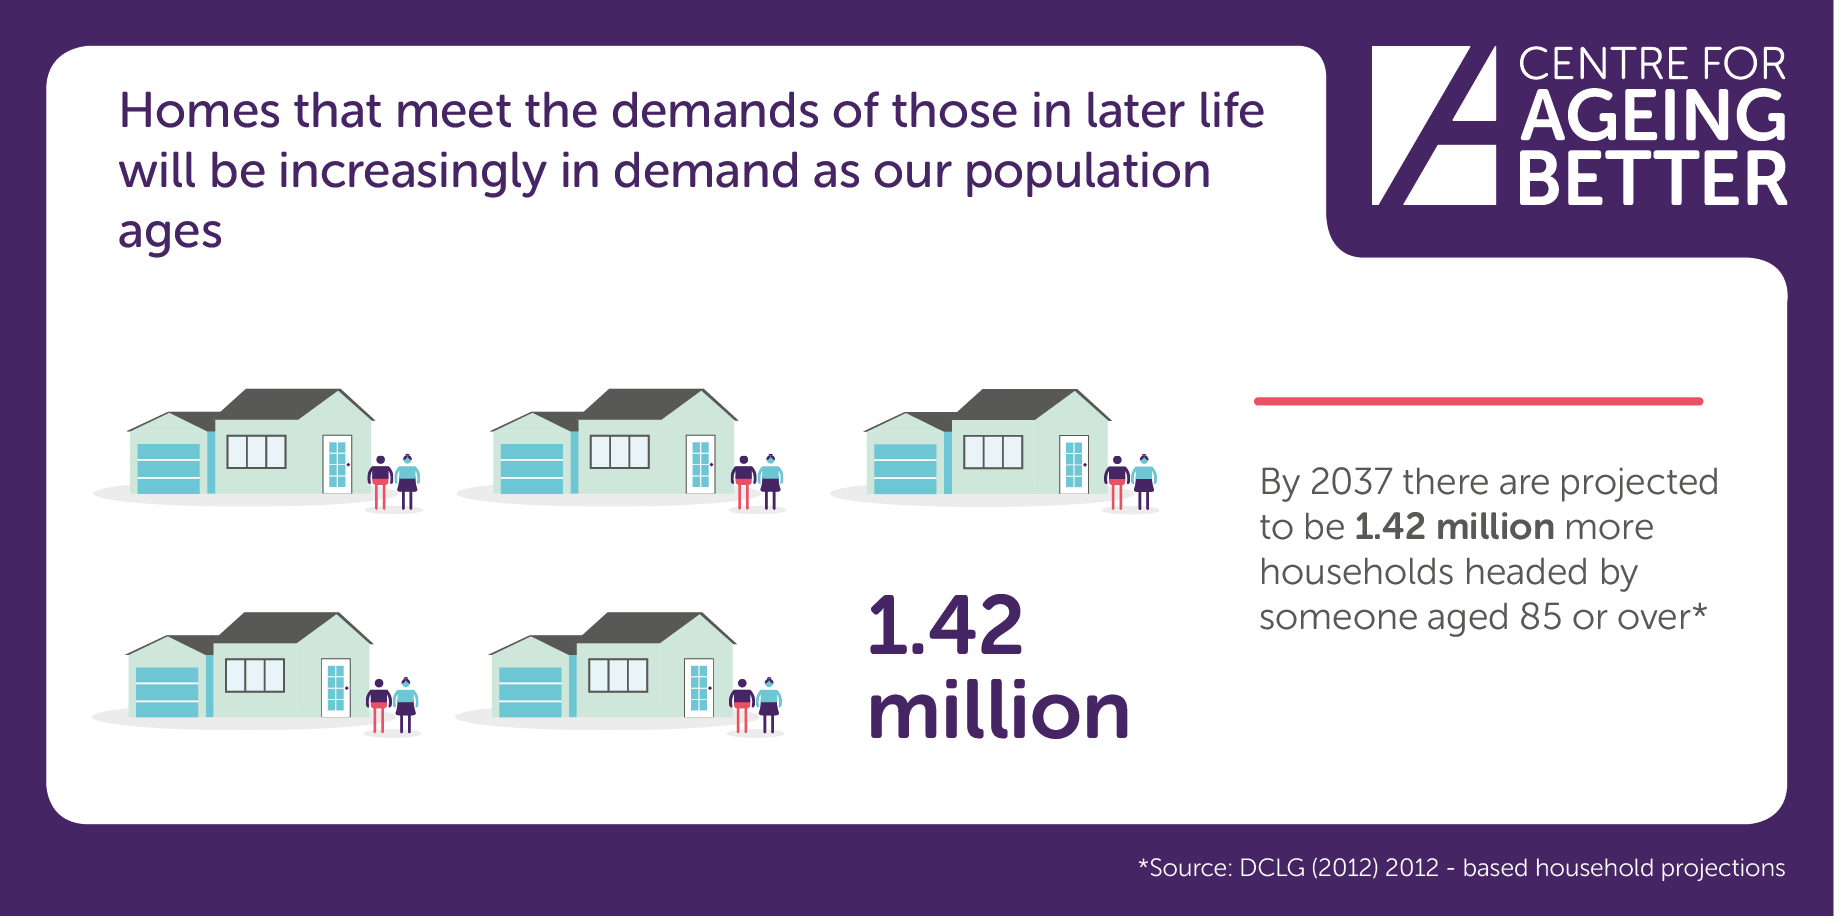 Homes that meet the demands of those in later life
will be increasingly in demand as our population
ages
CENTRE FOR
AGEING
BETTER
By 2037 there are projected
to be 1.42 million more
households headed by
someone aged 85 or over*
1.42
million
*Source: DCLG (2012) 2012 - based household projections